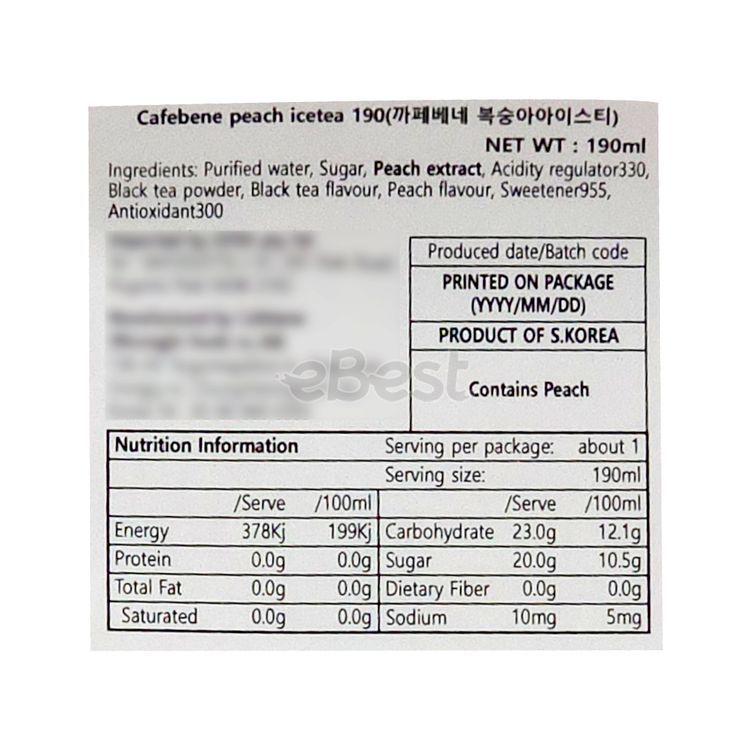 Cafebene peach icetea 190(까페베네 복숭아아이스티)
NET WT : 190ml
Ingredients: Purified water, Sugar, Peach extract, Acidity regulator330,
Black tea powder, Black tea flavour, Peach flavour, Sweetener955,
Antioxidant300
Produced date/Batch code
PRINTED ON PACKAGE
(YYYY/MM/DD)
PRODUCT OF S.KOREA
eBest
Contains Peach
Nutrition Information Serving per package: about 1
Serving size: 190ml
/Serve /100ml /Serve /100ml
Energy 378Kj 199Kj Carbohydrate 23.0g 12.1g
Protein 0.0g 0.0g Sugar 20.0g 10.5g
Total Fat 0.0g 0.0g Dietary Fiber 0.0g 0.0g
Saturated 0.0g 0.0g Sodium 10mg 5mg